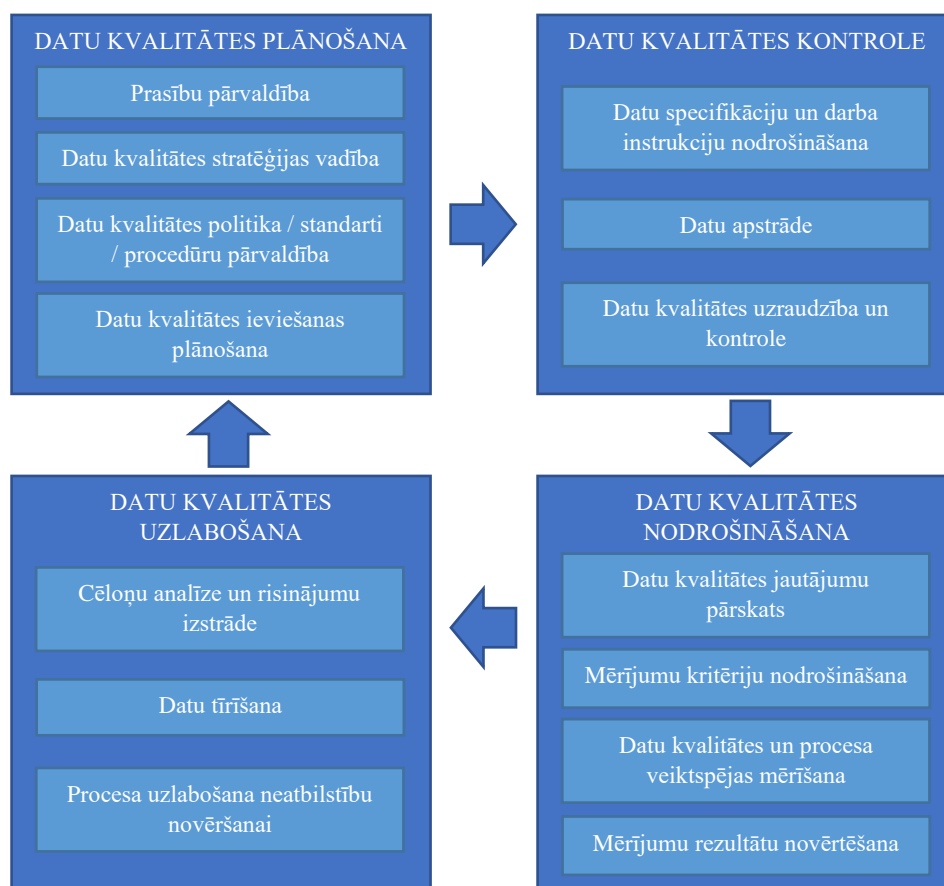 DATU KVALITĀTES PLĀNOŠANA
Prasību pārvaldība
Datu kvalitātes stratēģijas vadība
Datu kvalitātes politika / standarti
/ procedūru pārvaldība
Datu kvalitātes ieviešanas
plānošana
DATU KVALITĀTES KONTROLE
Datu specifikāciju un darba
instrukciju nodrošināšana
Datu apstrāde
Datu kvalitātes uzraudzība un
kontrole
DATU KVALITĀTES
NODROŠINĀŠANA
Datu kvalitātes jautājumu
pārskats
Mērījumu kritēriju nodrošināšana
Datu kvalitātes un procesa
veiktspējas mērīšana
Mērījumu rezultātu novērtēšana
DATU KVALITĀTES
UZLABOŠANA
Cēloņu analīze un risinājumu
izstrāde
Datu tīrīšana
Procesa uzlabošana neatbilstību
novēršanai